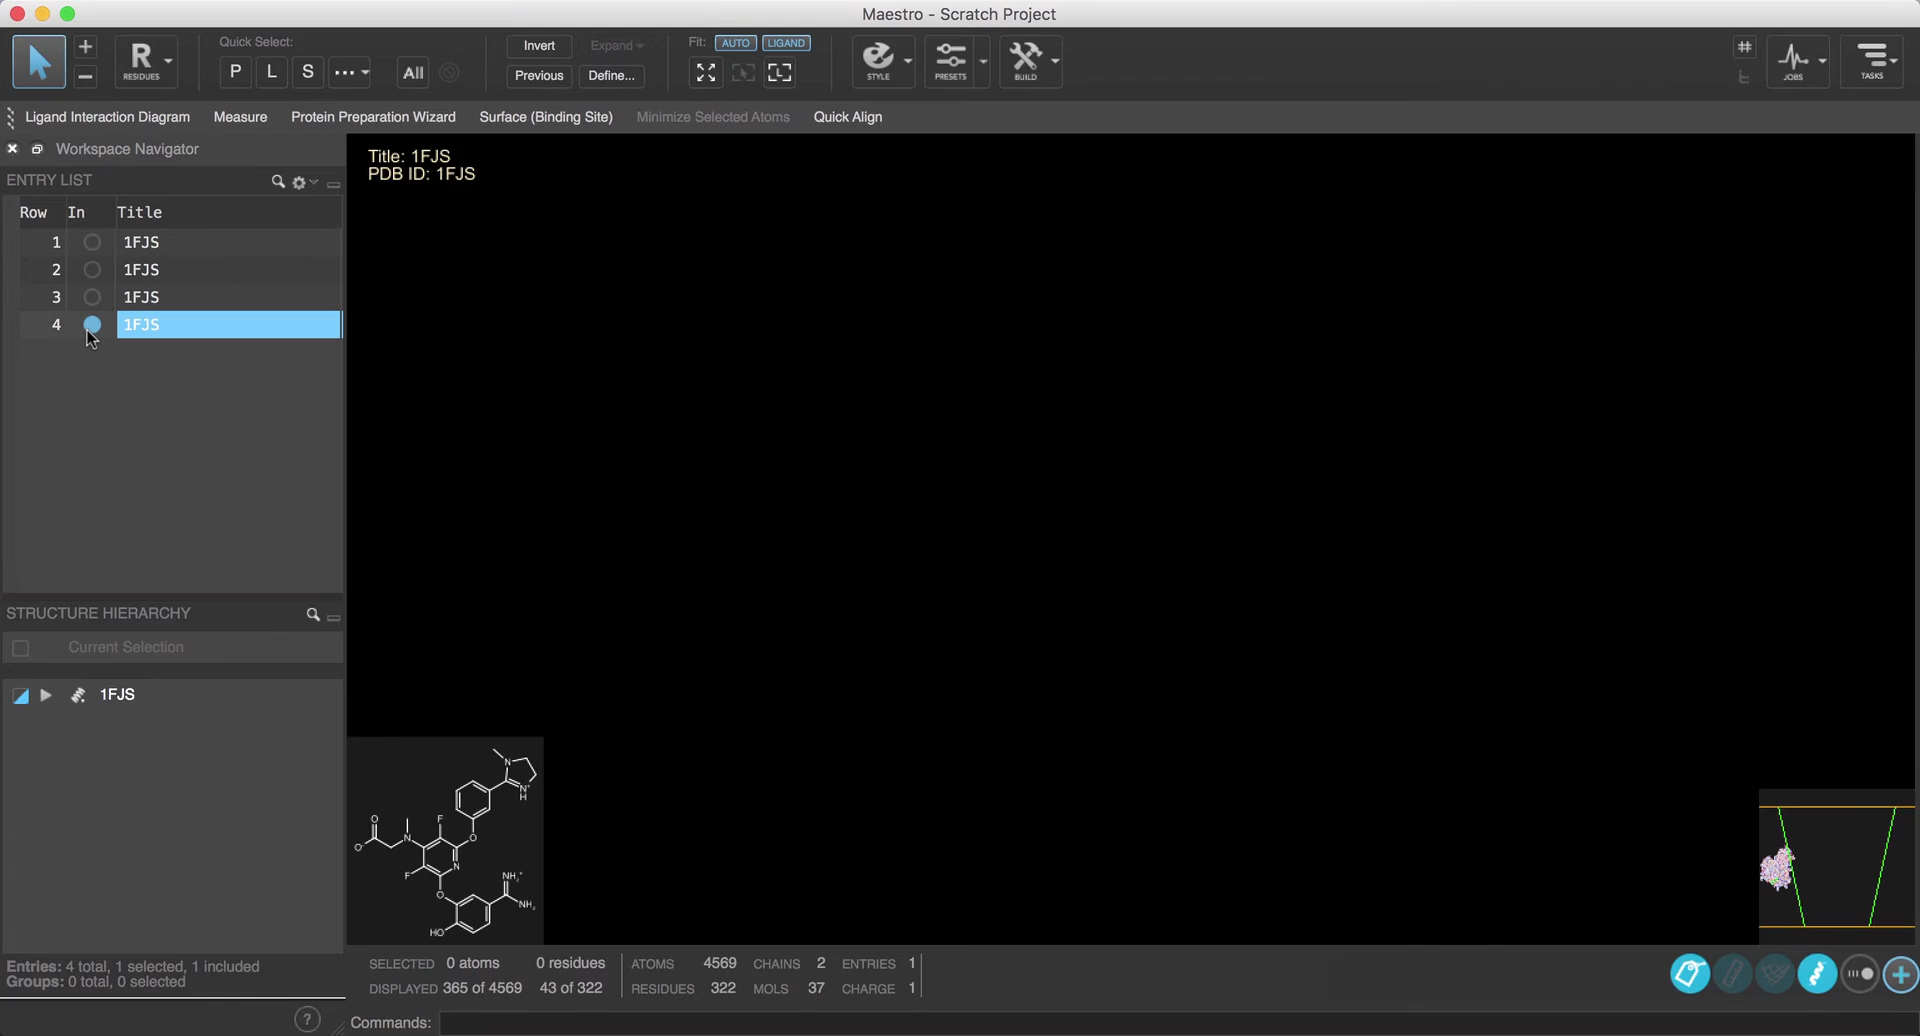 Maestro - Scratch Project
R
RESIDUES
Quick Select:
P L S All
Invert Expand
Previous Define...
Fit: AUTO LIGAND
L
STYLE
PRESETS
BUILD
JOBS
TASKS
Ligand Interaction Diagram Measure Protein Preparation Wizard Surface (Binding Site) Minimize Selected Atoms Quick Align
Workspace Navigator
ENTRY LIST
Row In Title
1 1FJS
2 1FJS
3 1FJS
4 1FJS
Title: 1FJS
PDB ID: 1FJS
STRUCTURE HIERARCHY
Current Selection
1FJS
N
N+
H
O
O-
N
F
O
F
N
O
NH2+
NH2
HO
Entries: 4 total, 1 selected, 1 included
Groups: 0 total, 0 selected
SELECTED 0 atoms 0 residues ATOMS 4569 CHAINS 2 ENTRIES 1
DISPLAYED 365 of 4569 43 of 322 RESIDUES 322 MOLS 37 CHARGE 1
? Commands: